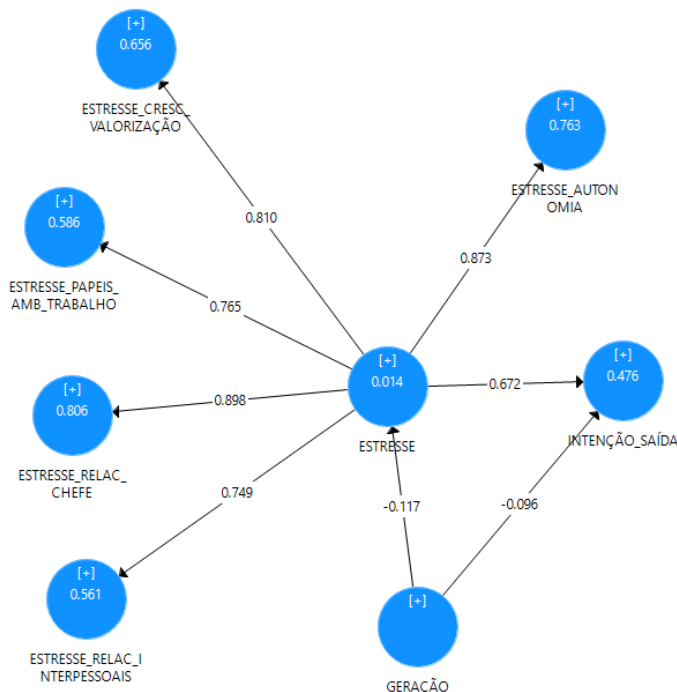 [+]
0.656
ESTRESSE_CRESC_
VALORIZAÇÃO
[+]
0.763
ESTRESSE_AUTON
OMIA
[+]
0.586
ESTRESSE_PAPEIS_
AMB_TRABALHO
0.810
0.873
0.765
[+]
0.014
ESTRESSE
[+]
0.476
INTENÇÃO_SAÍDA
0.672
[+]
0.806
ESTRESSE_RELAC_
CHEFE
0.898
0.749
-0.117
-0.096
[+]
0.561
ESTRESSE_RELAC_I
NTERPESSOAIS
[+]
GERAÇÃO